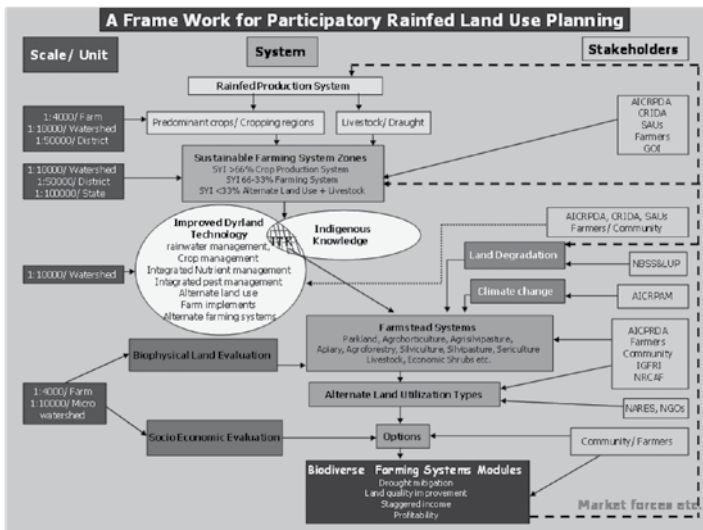 A Frame Work for Participatory Rainfed Land Use Planning
Scale/ Unit
System
Stakeholders
Rainfed Production System
1:4000/ Farm
1:10000/ Watershed
1:50000/ District
Predominant crops/ Cropping regions
Livestock/ Draught
AICRPDA
CRIDA
SAUs
Farmers
GOI
1:10000/ Watershed
1:50000/ District
1:100000/ State
Sustainable Farming System Zones
SYI >66% Crop Production System
SYI 66-33% Farming System
SYI <33% Alternate Land Use + Livestock
Improved Dyrland
Technology
rainwater management,
Crop management
Integrated Nutrient management
Integrated pest management
Alternate land use
Farm implements
Alternate farming systems
ITK
Indigenous
Knowledge
AICRPDA, CRIDA, SAUs
Farmers/ Community
1:10000/ Watershed
Land Degradation
NBSS&LUP
Climate change
AICRPAM
Farmstead Systems
Parkland, Agrohorticulture, Agrisilvipasture,
Apiary, Agroforestry, Silviculture, Silvipasture, Sericulture
Livestock, Economic Shrubs etc.
AICPRDA
Farmers
Community
IGFRI
NRCAF
Biophysical Land Evaluation
1:4000/ Farm
1:10000/ Micro
watershed
Alternate Land Utilization Types
NARES, NGOs
Socio Economic Evaluation
Options
Community/ Farmers
Biodiverse Farming Systems Modules
Drought mitigation
Land quality improvement
Staggered income
Profitability
Market forces etc.